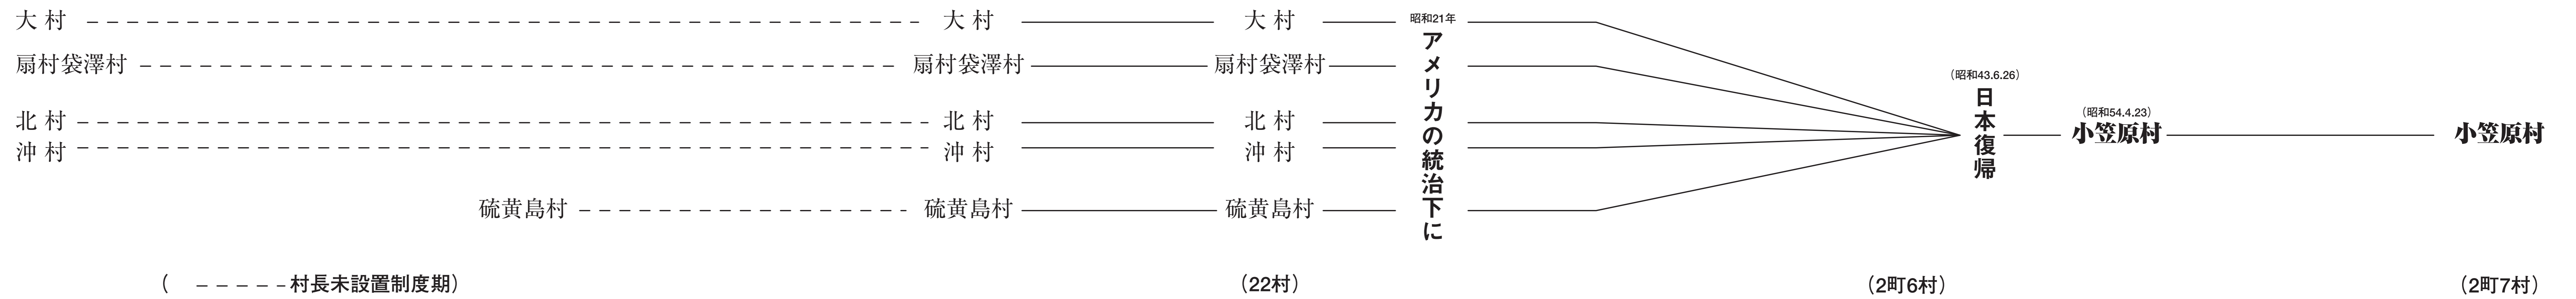 大村 大村 大村
扇村袋澤村 扇村袋澤村 扇村袋澤村
北村 北村 北村
沖村 沖村 沖村
硫黄島村 硫黄島村 硫黄島村
昭和21年
アメリカの統治下に
(昭和43.6.26)
日本復帰
(昭和54.4.23)
小笠原村 小笠原村
( -----村長未設置制度期) (22村) (2町6村) (2町7村)